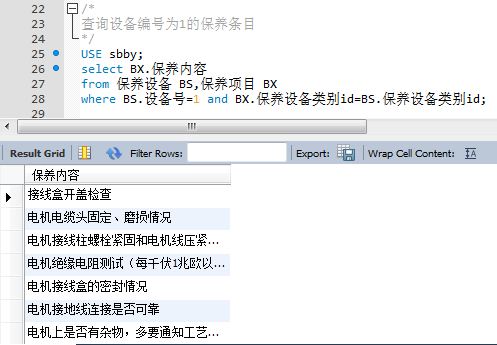 22 /*
23 查询设备编号为1的保养条目
24 */
25 USE sbby;
26 select BX.保养内容
27 from 保养设备 BS,保养项目 BX
28 where BS.设备号=1 and BX.保养设备类别id=BS.保养设备类别id;
Result Grid Filter Rows: Export: Wrap Cell Content:
保养内容
接线盒开盖检查
电机电缆头固定、磨损情况
电机接线柱螺栓紧固和电机线压紧...
电机绝缘电阻测试（每千伏1兆欧以...
电机接线盒的密封情况
电机接地线连接是否可靠
电机上是否有杂物，多要通知工艺...